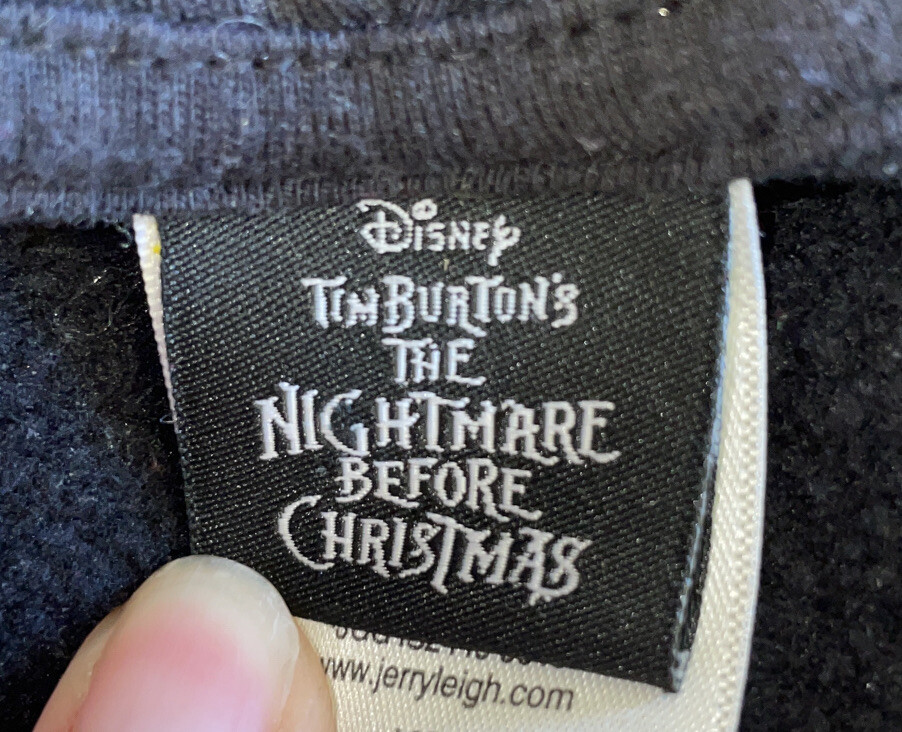 Disney
Tim Burton's
The
Nightmare
Before
Christmas
www.jerryleigh.com